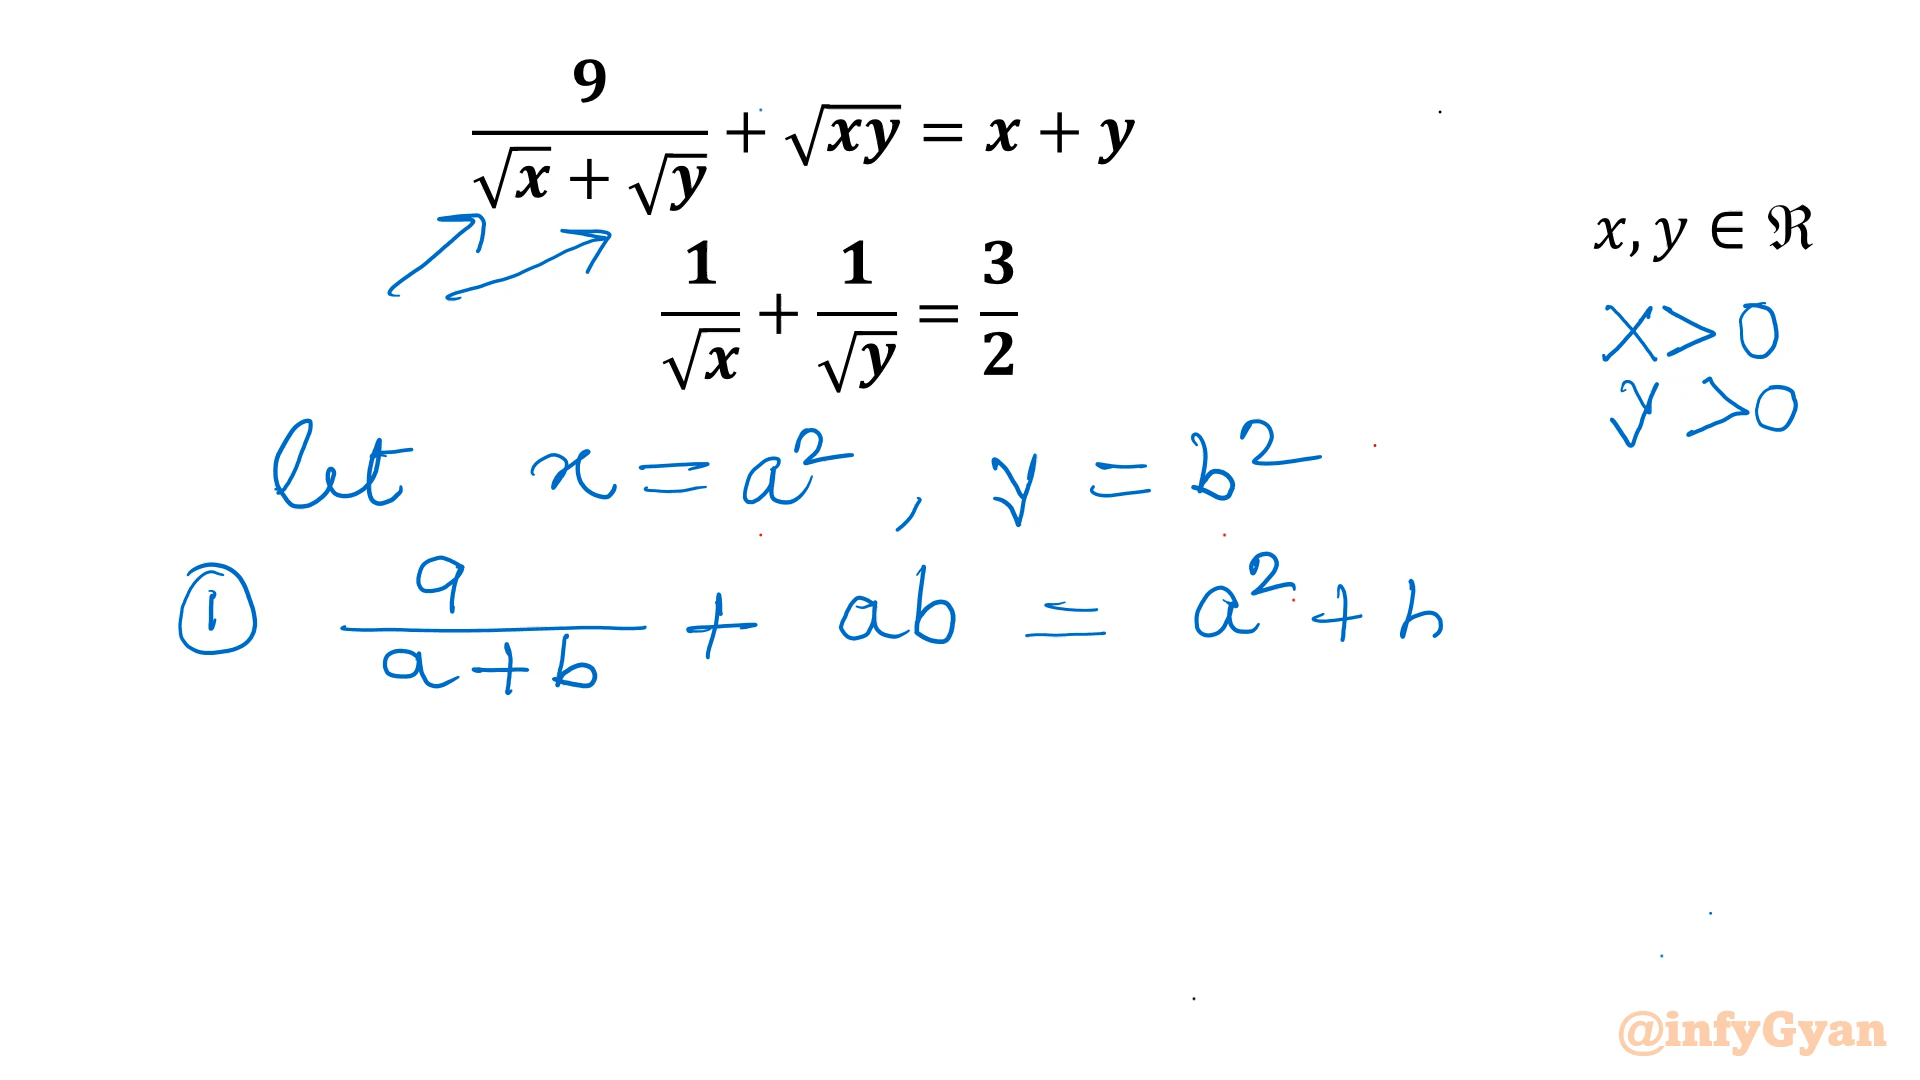 9/(√x + √y) + √xy = x + y
1/√x + 1/√y = 3/2
x, y ∈ ℜ
x > 0
y > 0
let x = a², y = b²
① 9/(a+b) + ab = a² + h
@infyGyan